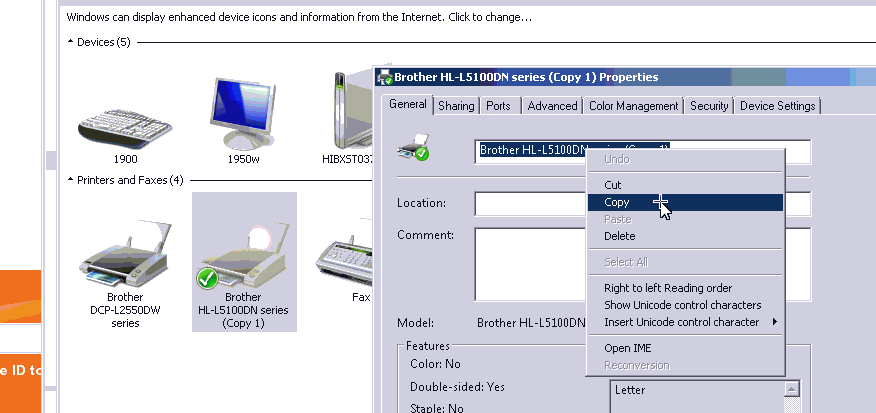 Windows can display enhanced device icons and information from the Internet. Click to change...
Devices (5)
1900
1950w
HIBXST037
Printers and Faxes (4)
Brother
DCP-L2550DW
series
Brother
HL-L5100DN series
(Copy 1)
Fax
e ID to
Brother HL-L5100DN series (Copy 1) Properties
General
Sharing
Ports
Advanced
Color Management
Security
Device Settings
Brother HL-L5100DN series (Copy 1)
Location:
Comment:
Model: Brother HL-L5100DN
Features
Color: No
Double-sided: Yes
Staple: No
Letter
Undo
Cut
Copy
Paste
Delete
Select All
Right to left Reading order
Show Unicode control characters
Insert Unicode control character
Open IME
Reconversion